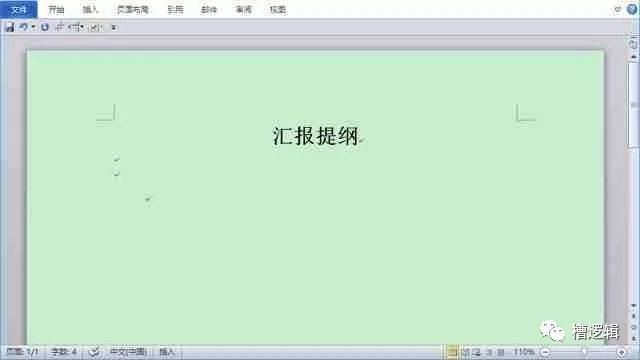 文件 开始 插入 页面布局 引用 邮件 审阅 视图
汇报提纲
页面: 1/1 字数: 4 中文(中国) 插入 110%
槽逻辑